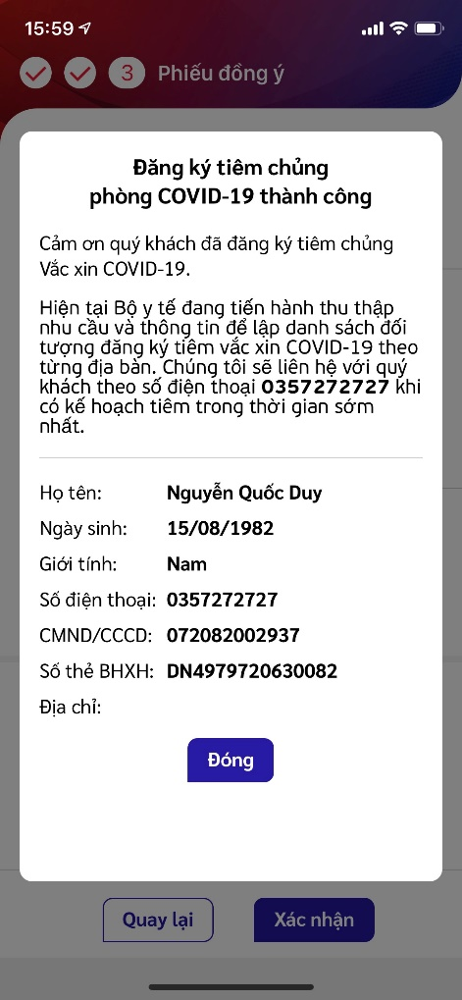 15:59
3 Phiếu đồng ý
Đăng ký tiêm chủng
phòng COVID-19 thành công
Cảm ơn quý khách đã đăng ký tiêm chủng
Vắc xin COVID-19.
Hiện tại Bộ y tế đang tiến hành thu thập
nhu cầu và thông tin để lập danh sách đối
tượng đăng ký tiêm vắc xin COVID-19 theo
từng địa bàn. Chúng tôi sẽ liên hệ với quý
khách theo số điện thoại 0357272727 khi
có kế hoạch tiêm trong thời gian sớm
nhất.
Họ tên: Nguyễn Quốc Duy
Ngày sinh: 15/08/1982
Giới tính: Nam
Số điện thoại: 0357272727
CMND/CCCD: 072082002937
Số thẻ BHXH: DN4979720630082
Địa chỉ:
Đóng
Quay lại Xác nhận